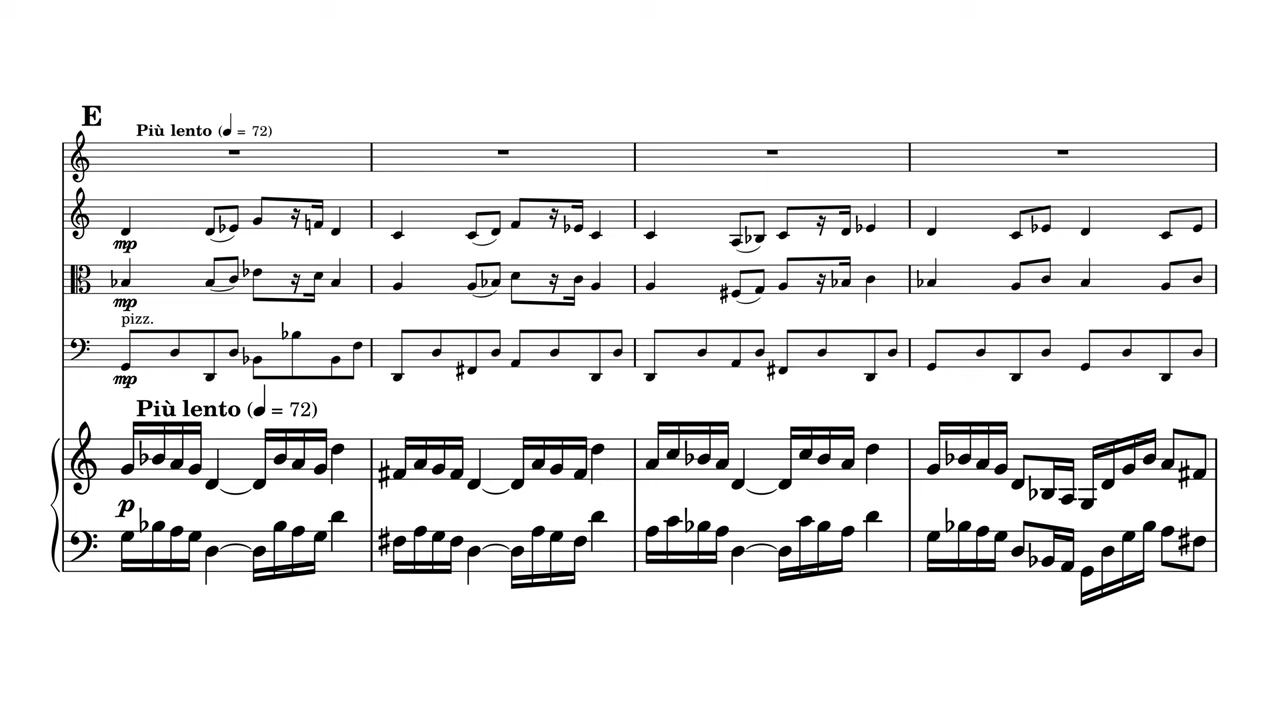 E
Più lento (♩ = 72)
mp
mp
pizz.
mp
Più lento (♩ = 72)
p